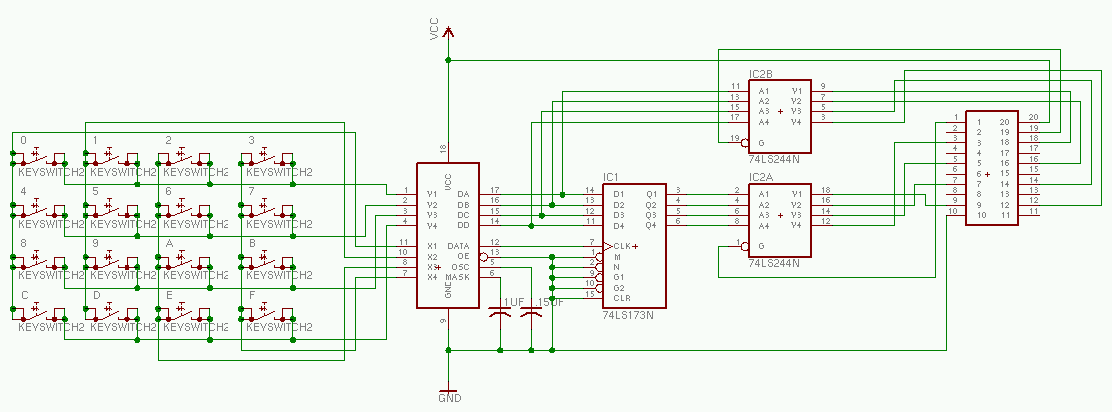 VCC
IC2B
11 A1 Y1 9
13 A2 Y2 7
15 A3 Y3 5
17 A4 Y4 3
19 G
74LS244N
1 1 20 20
2 2 19 19
3 3 18 18
4 4 17 17
5 5 16 16
6 6 15 15
7 7 14 14
8 8 13 13
9 9 12 12
10 10 11 11
0 1 2 3
KEYSWITCH2 KEYSWITCH2 KEYSWITCH2 KEYSWITCH2
4 5 6 7
KEYSWITCH2 KEYSWITCH2 KEYSWITCH2 KEYSWITCH2
8 9 A B
KEYSWITCH2 KEYSWITCH2 KEYSWITCH2 KEYSWITCH2
C D E F
KEYSWITCH2 KEYSWITCH2 KEYSWITCH2 KEYSWITCH2
18
VCC
1 Y1 DA 17
2 Y2 DB 16
3 Y3 DC 15
4 Y4 DD 14
11 X1 DATA 12
10 X2 OE 13
8 X3 OSC 5
7 X4 MASK 6
GND
9
1UF .15UF
IC1
14 D1 Q1 3
13 D2 Q2 4
12 D3 Q3 5
11 D4 Q4 6
7 CLK
1 M
2 N
9 G1
10 G2
15 CLR
74LS173N
IC2A
2 A1 Y1 18
4 A2 Y2 16
6 A3 Y3 14
8 A4 Y4 12
1 G
74LS244N
GND